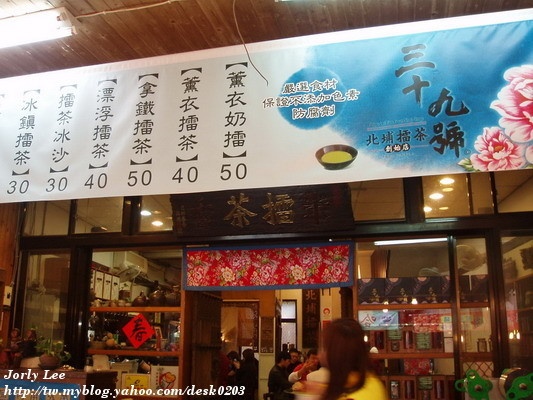 三十九號
北埔擂茶
創始店
嚴選食材
保證不添加色素
防腐劑
【薰衣奶擂】50
【薰衣擂茶】40
【拿鐵擂茶】50
【漂浮擂茶】40
【擂茶冰沙】30
【冰鎮擂茶】30
茶擂
春
Jorly Lee
http://tw.myblog.yahoo.com/desk0203